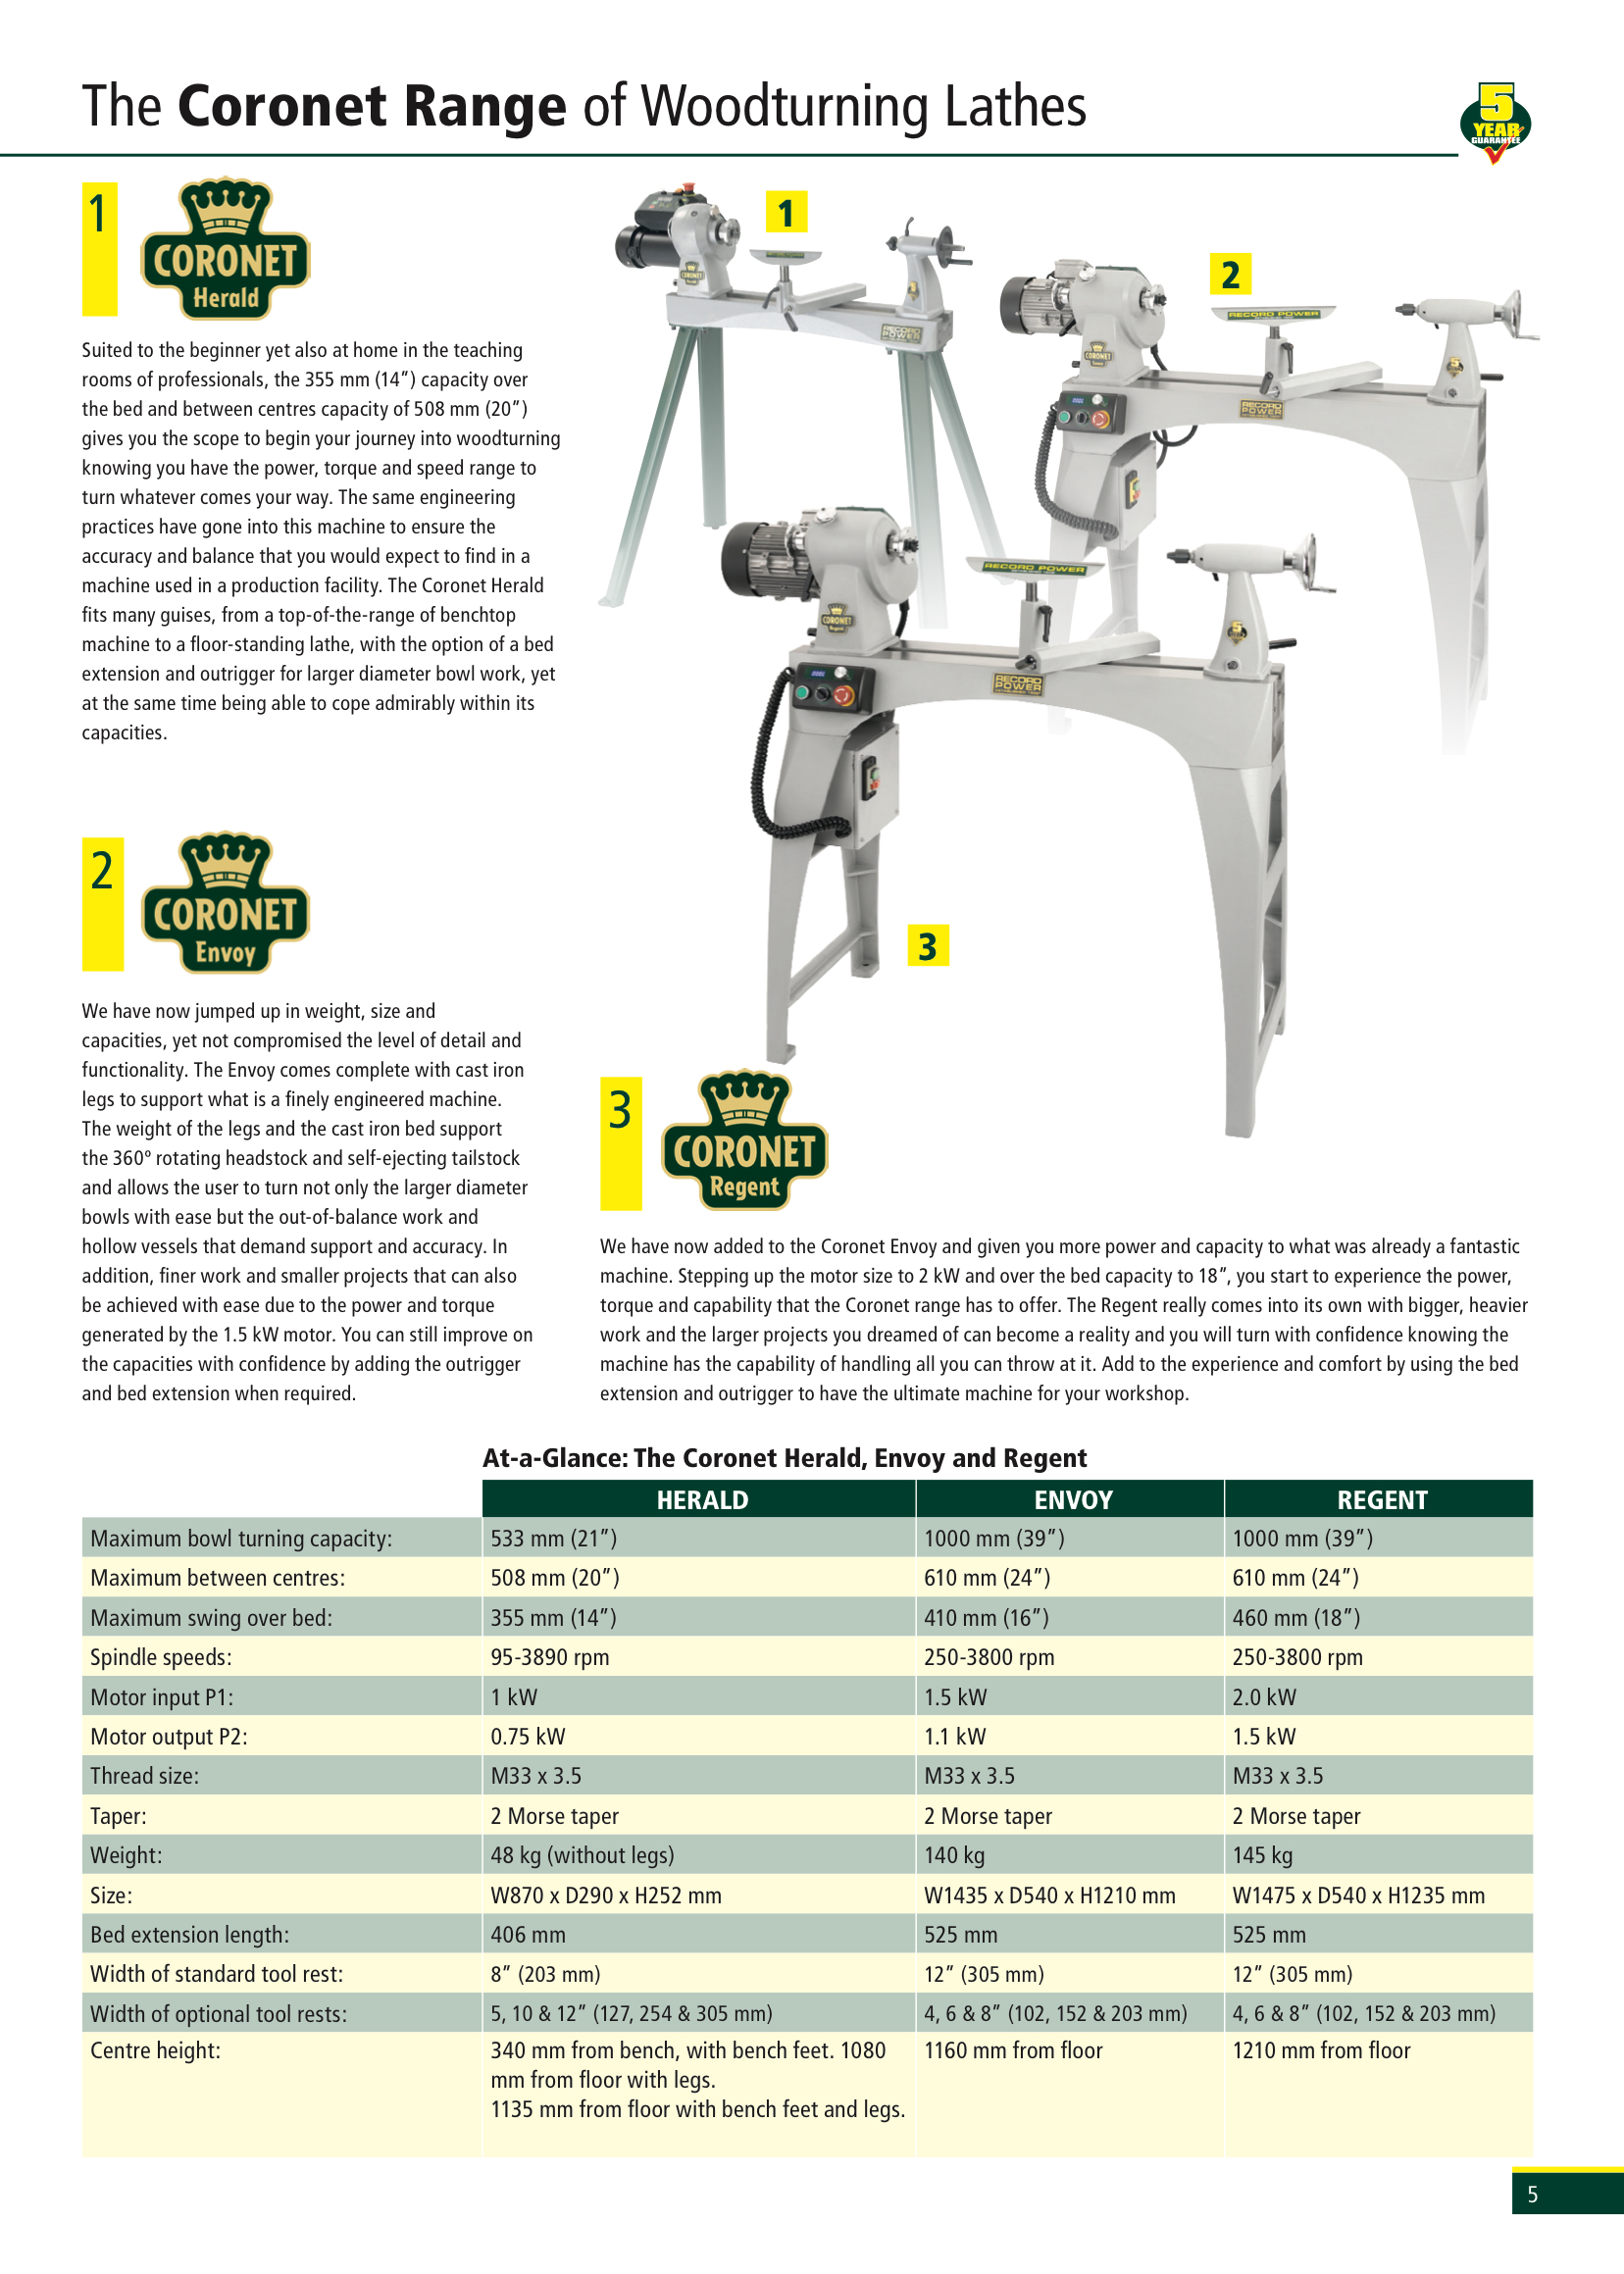 The Coronet Range of Woodturning Lathes
5
YEAR
GUARANTEE
1
CORONET
Herald
Suited to the beginner yet also at home in the teaching
rooms of professionals, the 355 mm (14”) capacity over
the bed and between centres capacity of 508 mm (20”)
gives you the scope to begin your journey into woodturning
knowing you have the power, torque and speed range to
turn whatever comes your way. The same engineering
practices have gone into this machine to ensure the
accuracy and balance that you would expect to find in a
machine used in a production facility. The Coronet Herald
fits many guises, from a top-of-the-range of benchtop
machine to a floor-standing lathe, with the option of a bed
extension and outrigger for larger diameter bowl work, yet
at the same time being able to cope admirably within its
capacities.
1
CORONET
RECORD
POWER
2
RECORD POWER
CORONET
RECORD
POWER
RECORD POWER
CORONET
Regent
5
RECORD
POWER
3
2
CORONET
Envoy
We have now jumped up in weight, size and
capacities, yet not compromised the level of detail and
functionality. The Envoy comes complete with cast iron
legs to support what is a finely engineered machine.
The weight of the legs and the cast iron bed support
the 360º rotating headstock and self-ejecting tailstock
and allows the user to turn not only the larger diameter
bowls with ease but the out-of-balance work and
hollow vessels that demand support and accuracy. In
addition, finer work and smaller projects that can also
be achieved with ease due to the power and torque
generated by the 1.5 kW motor. You can still improve on
the capacities with confidence by adding the outrigger
and bed extension when required.
3
CORONET
Regent
We have now added to the Coronet Envoy and given you more power and capacity to what was already a fantastic
machine. Stepping up the motor size to 2 kW and over the bed capacity to 18”, you start to experience the power,
torque and capability that the Coronet range has to offer. The Regent really comes into its own with bigger, heavier
work and the larger projects you dreamed of can become a reality and you will turn with confidence knowing the
machine has the capability of handling all you can throw at it. Add to the experience and comfort by using the bed
extension and outrigger to have the ultimate machine for your workshop.
At-a-Glance: The Coronet Herald, Envoy and Regent
HERALD ENVOY REGENT
Maximum bowl turning capacity: 533 mm (21”) 1000 mm (39”) 1000 mm (39”)
Maximum between centres: 508 mm (20”) 610 mm (24”) 610 mm (24”)
Maximum swing over bed: 355 mm (14”) 410 mm (16”) 460 mm (18”)
Spindle speeds: 95-3890 rpm 250-3800 rpm 250-3800 rpm
Motor input P1: 1 kW 1.5 kW 2.0 kW
Motor output P2: 0.75 kW 1.1 kW 1.5 kW
Thread size: M33 x 3.5 M33 x 3.5 M33 x 3.5
Taper: 2 Morse taper 2 Morse taper 2 Morse taper
Weight: 48 kg (without legs) 140 kg 145 kg
Size: W870 x D290 x H252 mm W1435 x D540 x H1210 mm W1475 x D540 x H1235 mm
Bed extension length: 406 mm 525 mm 525 mm
Width of standard tool rest: 8” (203 mm) 12” (305 mm) 12” (305 mm)
Width of optional tool rests: 5, 10 & 12” (127, 254 & 305 mm) 4, 6 & 8” (102, 152 & 203 mm) 4, 6 & 8” (102, 152 & 203 mm)
Centre height: 340 mm from bench, with bench feet. 1080 1160 mm from floor 1210 mm from floor
mm from floor with legs.
1135 mm from floor with bench feet and legs.
5